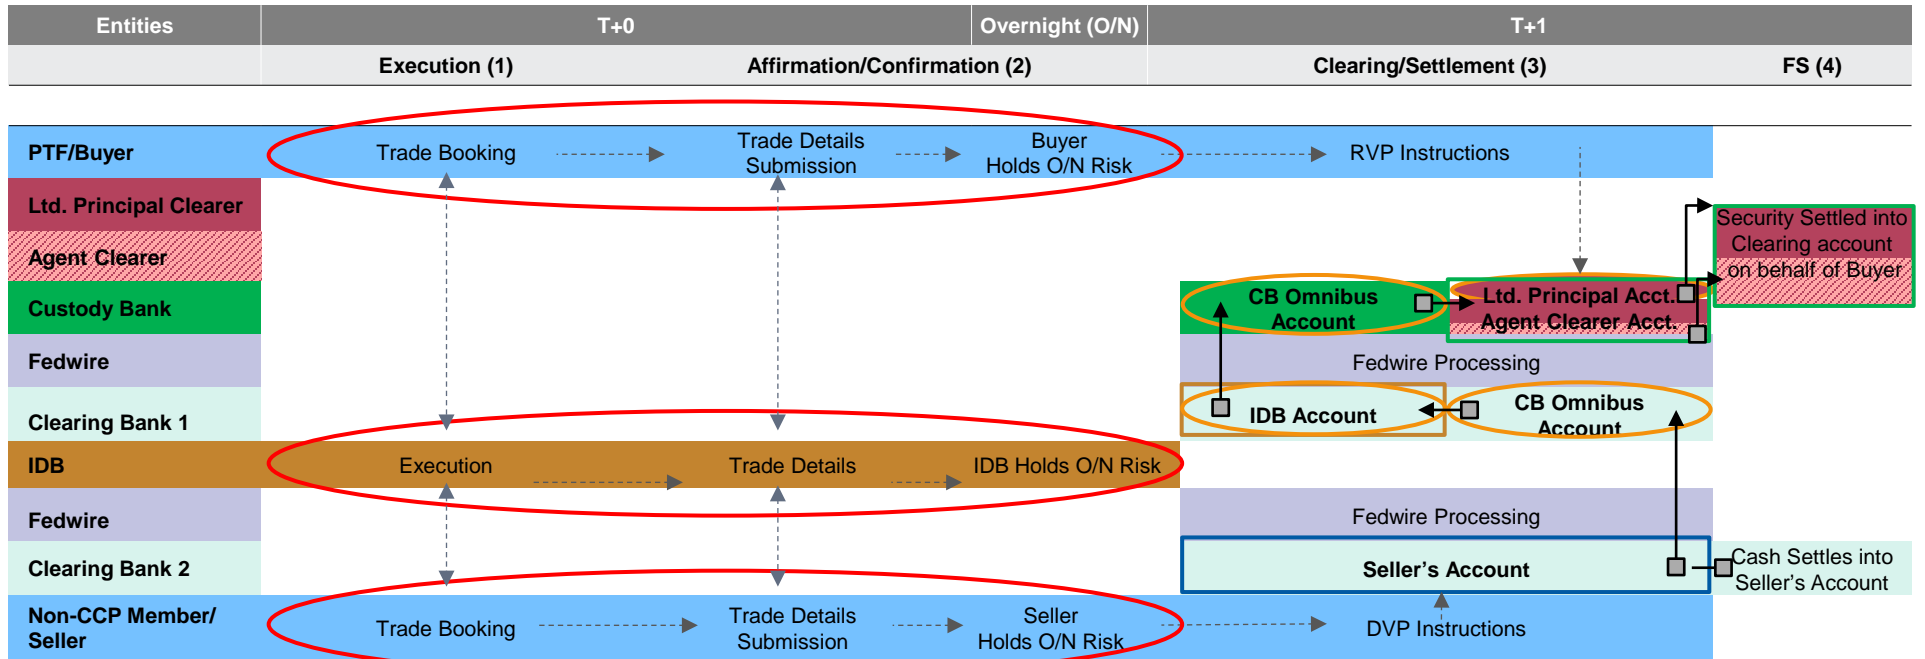 Entities
T+0
Overnight (O/N)
T+1
Execution (1)
Affirmation/Confirmation (2)
Clearing/Settlement (3)
FS (4)
PTF/Buyer
Trade Booking
Trade Details
Submission
Buyer
Holds O/N Risk
RVP Instructions
Ltd. Principal Clearer
Agent Clearer
Security Settled into
Clearing account
on behalf of Buyer
Custody Bank
CB Omnibus
Account
Ltd. Principal Acct.
Agent Clearer Acct.
Fedwire
Fedwire Processing
Clearing Bank 1
IDB Account
CB Omnibus
Account
IDB
Execution
Trade Details
IDB Holds O/N Risk
Fedwire
Fedwire Processing
Clearing Bank 2
Seller's Account
Cash Settles into
Seller's Account
Non-CCP Member/
Seller
Trade Booking
Trade Details
Submission
Seller
Holds O/N Risk
DVP Instructions